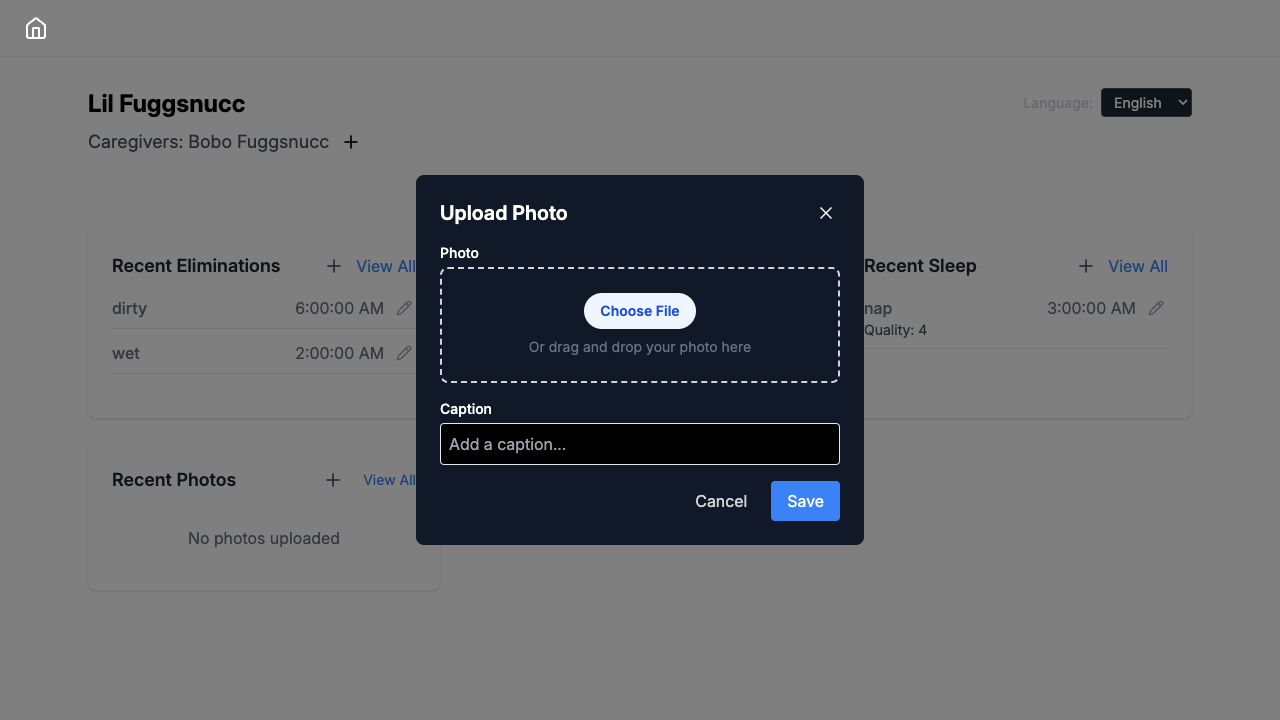 Lil Fuggsnucc
Language: English
Caregivers: Bobo Fuggsnucc
Upload Photo
Photo
Choose File
Or drag and drop your photo here
Caption
Add a caption...
Cancel
Save
Recent Eliminations
View All
dirty
6:00:00 AM
wet
2:00:00 AM
Recent Sleep
View All
nap
3:00:00 AM
Quality: 4
Recent Photos
View All
No photos uploaded